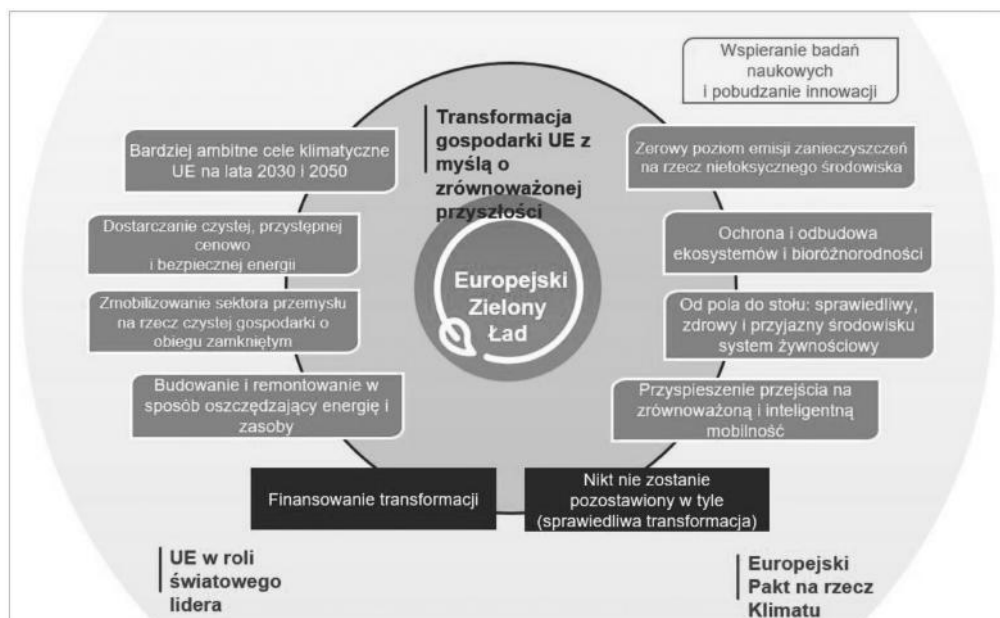 Wspieranie badań
naukowych
i pobudzanie innowacji
Transformacja
gospodarki UE z
myślą o
zrównoważonej
przyszłości
Bardziej ambitne cele klimatyczne
UE na lata 2030 i 2050
Zerowy poziom emisji zanieczyszczeń
na rzecz nietoksycznego środowiska
Dostarczanie czystej, przystępnej
cenowo
i bezpiecznej energii
Ochrona i odbudowa
ekosystemów i bioróżnorodności
Europejski
Zielony
Ład
Zmobilizowanie sektora przemysłu
na rzecz czystej gospodarki o
obiegu zamkniętym
Od pola do stołu: sprawiedliwy,
zdrowy i przyjazny środowisku
system żywnościowy
Budowanie i remontowanie w
sposób oszczędzający energię i
zasoby
Przyspieszenie przejścia na
zrównoważoną i inteligentną
mobilność
Finansowanie transformacji
Nikt nie zostanie
pozostawiony w tyle
(sprawiedliwa transformacja)
UE w roli
światowego
lidera
Europejski
Pakt na rzecz
Klimatu